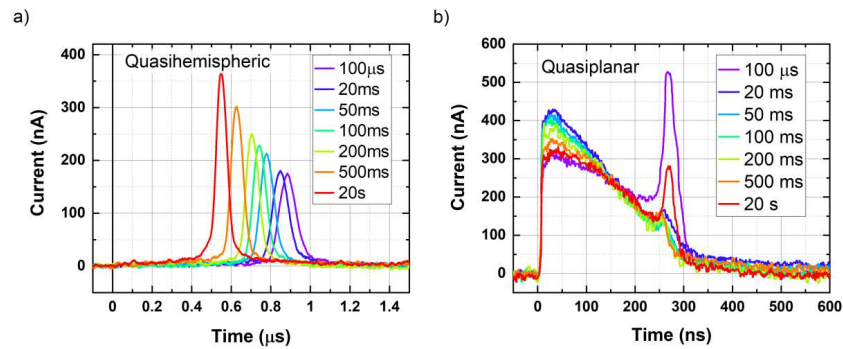 a)
Quasihemispheric
100μs
20ms
50ms
100ms
200ms
500ms
20s
400
300
200
100
0
Current (nA)
0 0.2 0.4 0.6 0.8 1 1.2 1.4
Time (μs)
b)
Quasiplanar
100 μs
20 ms
50 ms
100 ms
200 ms
500 ms
20 s
600
500
400
300
200
100
0
-100
Current (nA)
0 100 200 300 400 500 600
Time (ns)